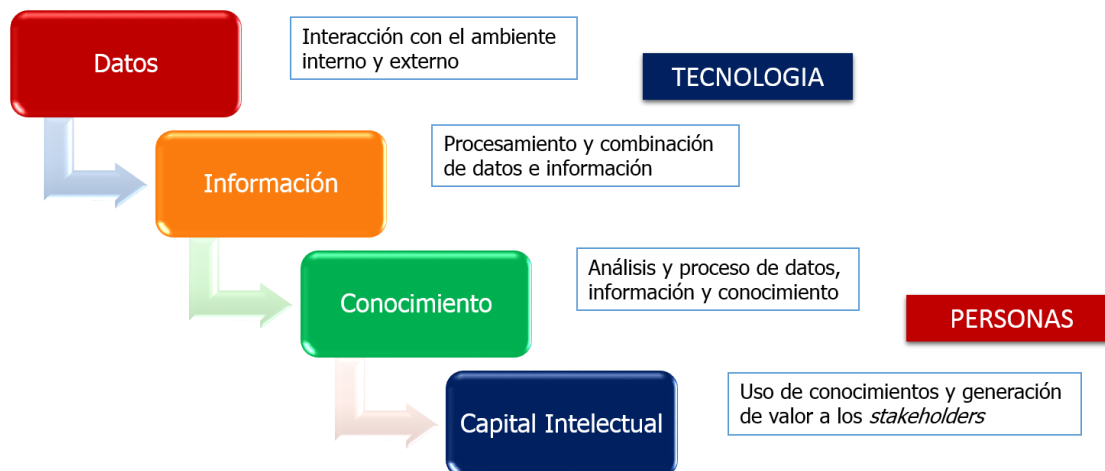 Datos
Interacción con el ambiente
interno y externo
TECNOLOGIA
Información
Procesamiento y combinación
de datos e información
Conocimiento
Análisis y proceso de datos,
información y conocimiento
PERSONAS
Capital Intelectual
Uso de conocimientos y generación
de valor a los stakeholders